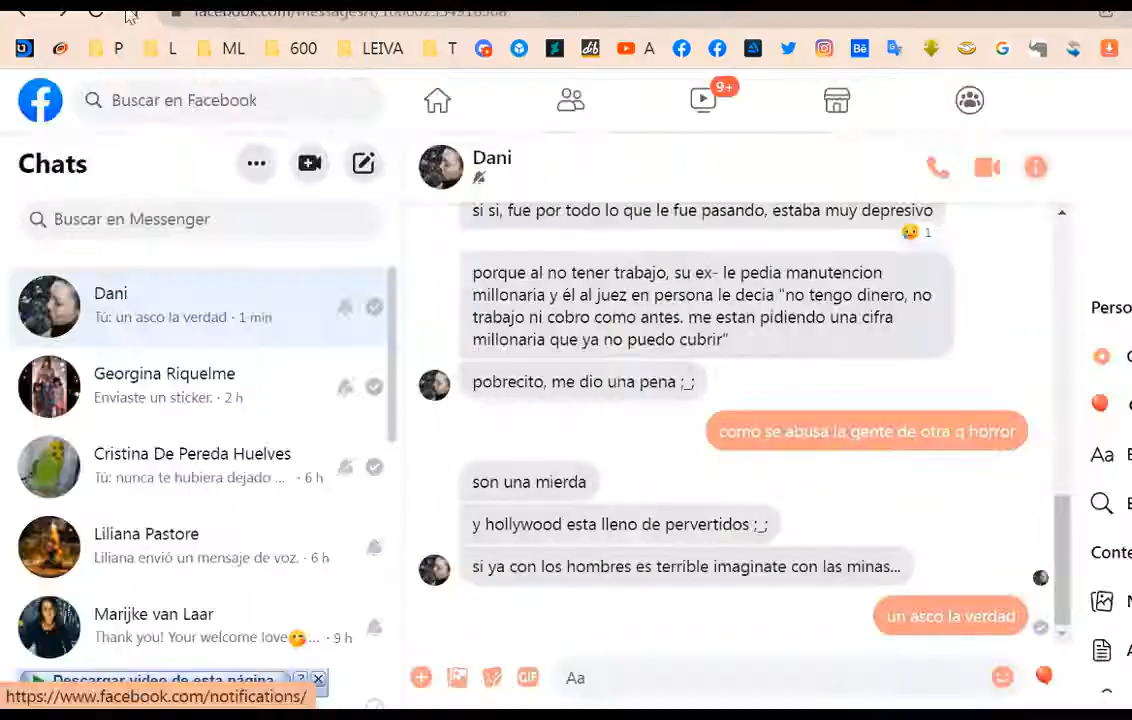 P
L
ML
600
LEIVA
T
A
Buscar en Facebook
9+
Chats
Buscar en Messenger
Dani
Tú: un asco la verdad · 1 min
Georgina Riquelme
Enviaste un sticker. · 2 h
Cristina De Pereda Huelves
Tú: nunca te hubiera dejado ... · 6 h
Liliana Pastore
Liliana envió un mensaje de voz. · 6 h
Marijke van Laar
Thank you! Your welcome love😋... · 9 h
Descargar video de esta página
https://www.facebook.com/notifications/
Dani
si si, fue por todo lo que le fue pasando, estaba muy depresivo
1
porque al no tener trabajo, su ex- le pedia manutencion
millonaria y él al juez en persona le decia "no tengo dinero, no
trabajo ni cobro como antes. me estan pidiendo una cifra
millonaria que ya no puedo cubrir"
pobrecito, me dio una pena ;_;
como se abusa la gente de otra q horror
son una mierda
y hollywood esta lleno de pervertidos ;_;
si ya con los hombres es terrible imaginate con las minas...
un asco la verdad
GIF
Aa
Perso
Aa
Conte